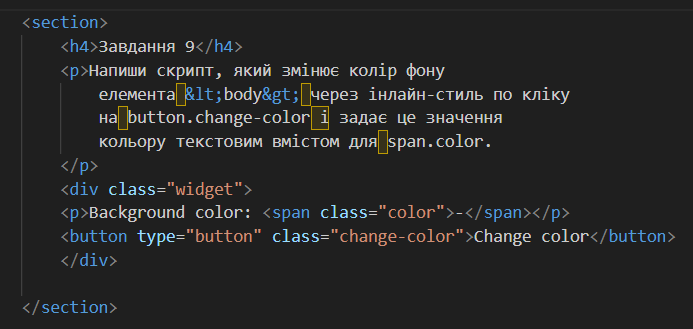 <section>
<h4>Завдання 9</h4>
<p>Напиши скрипт, який змінює колір фону
елемента &lt;body&gt; через інлайн-стиль по кліку
на button.change-color і задає це значення
кольору текстовим вмістом для span.color.
</p>
<div class="widget">
<p>Background color: <span class="color">-</span></p>
<button type="button" class="change-color">Change color</button>
</div>
</section>